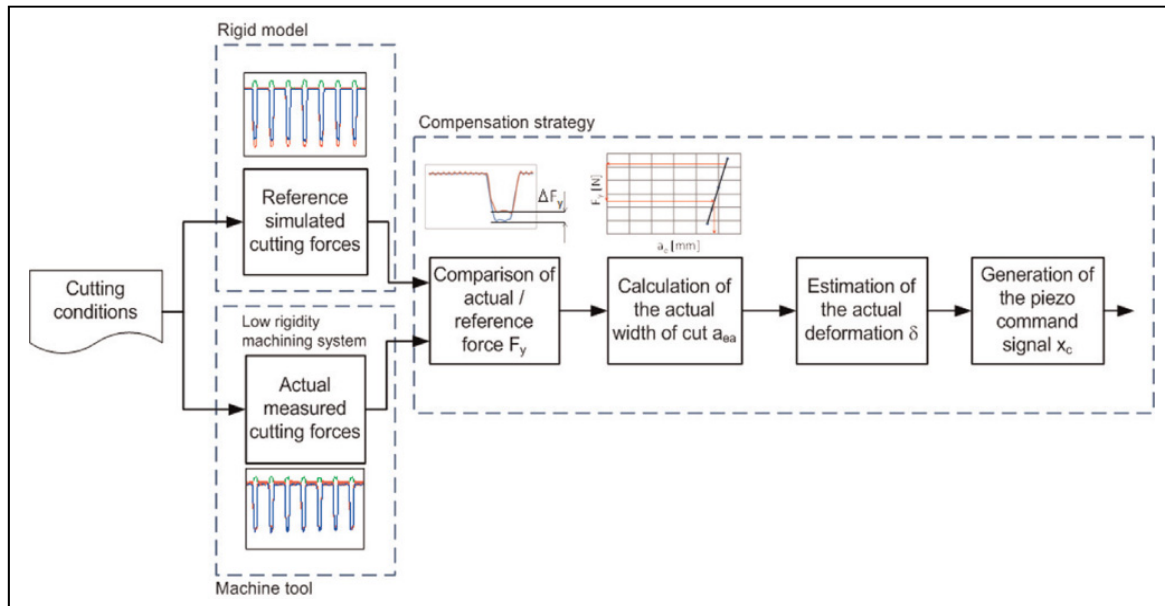 Rigid model
Reference
simulated
cutting forces
Cutting
conditions
Low rigidity
machining system
Actual
measured
cutting forces
Machine tool
Compensation strategy
ΔFy
Fy [N]
ae [mm]
Comparison of
actual /
reference
force Fy
Calculation of
the actual
width of cut aea
Estimation of
the actual
deformation δ
Generation of
the piezo
command
signal xc